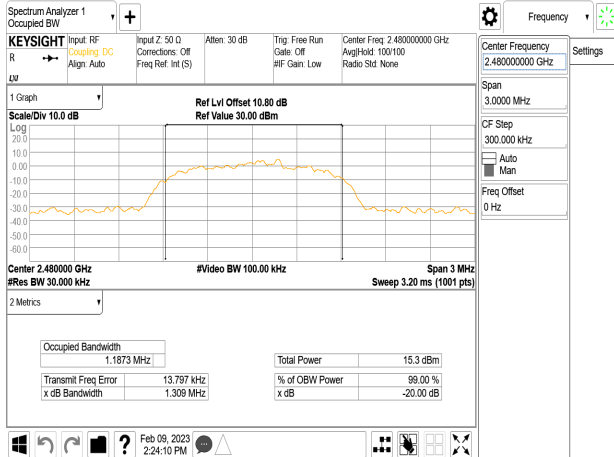 Spectrum Analyzer 1
Occupied BW
+
Frequency
KEYSIGHT
R
Input: RF
Coupling: DC
Align: Auto
Input Z: 50 Ω
Corrections: Off
Freq Ref: Int (S)
Atten: 30 dB
Trig: Free Run
Gate: Off
#IF Gain: Low
Center Freq: 2.480000000 GHz
Avg|Hold: 100/100
Radio Std: None
Center Frequency
2.480000000 GHz
Settings
Span
3.0000 MHz
CF Step
300.000 kHz
Auto
Man
Freq Offset
0 Hz
1 Graph
Scale/Div 10.0 dB
Ref Lvl Offset 10.80 dB
Ref Value 30.00 dBm
Log
20.0
10.0
0.00
-10.0
-20.0
-30.0
-40.0
-50.0
-60.0
Center 2.48000 GHz
#Video BW 100.00 kHz
Span 3 MHz
#Res BW 30.000 kHz
Sweep 3.20 ms (1001 pts)
2 Metrics
Occupied Bandwidth
1.1873 MHz
Total Power 15.3 dBm
Transmit Freq Error 13.797 kHz
% of OBW Power 99.00 %
x dB Bandwidth 1.309 MHz
x dB -20.00 dB
?
Feb 09, 2023
2:24:10 PM